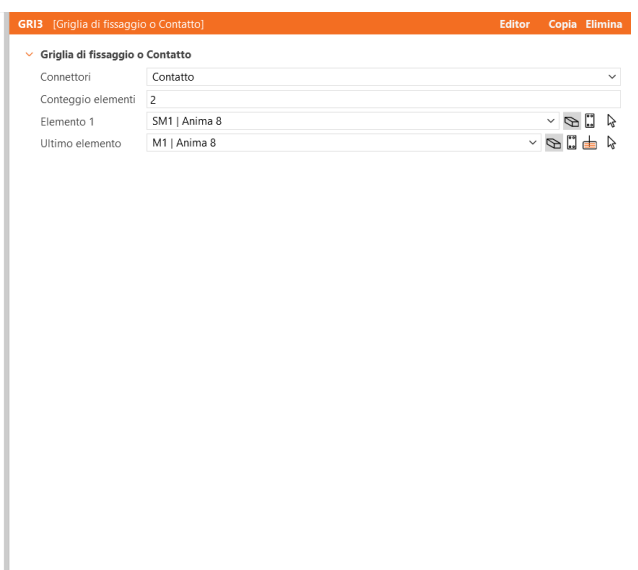 GRI3 [Griglia di fissaggio o Contatto] Editor Copia Elimina
Griglia di fissaggio o Contatto
Connettori Contatto
Conteggio elementi 2
Elemento 1 SM1 | Anima 8
Ultimo elemento M1 | Anima 8